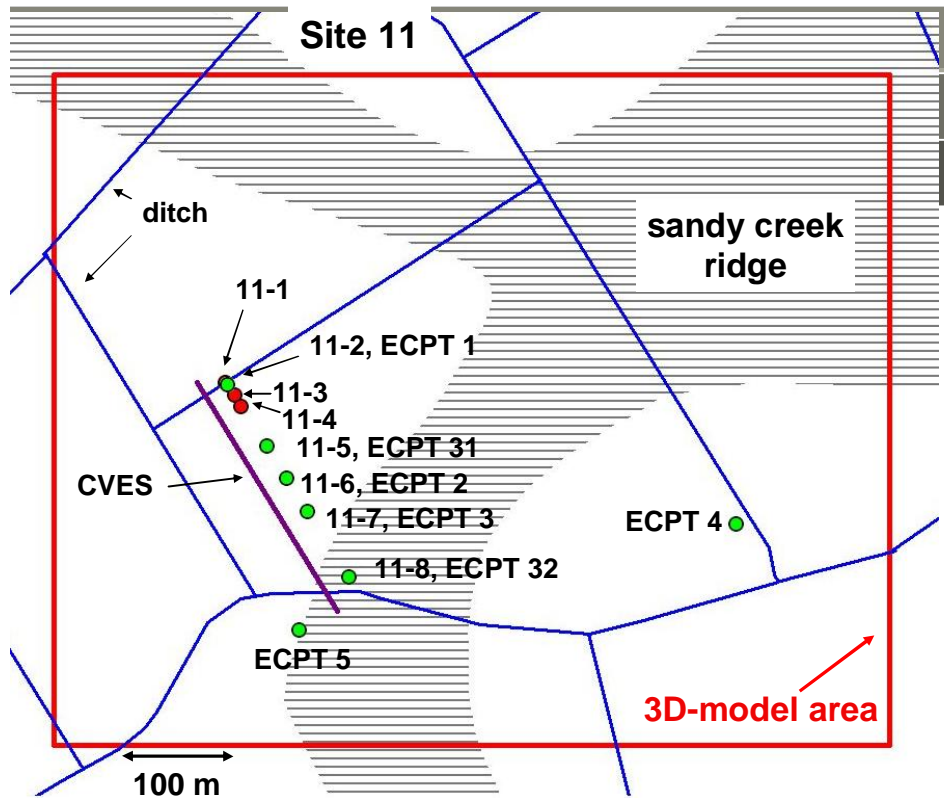 Site 11
ditch
sandy creek
ridge
11-1
11-2, ECPT 1
11-3
11-4
11-5, ECPT 31
CVES
11-6, ECPT 2
11-7, ECPT 3
ECPT 4
11-8, ECPT 32
ECPT 5
3D-model area
100 m